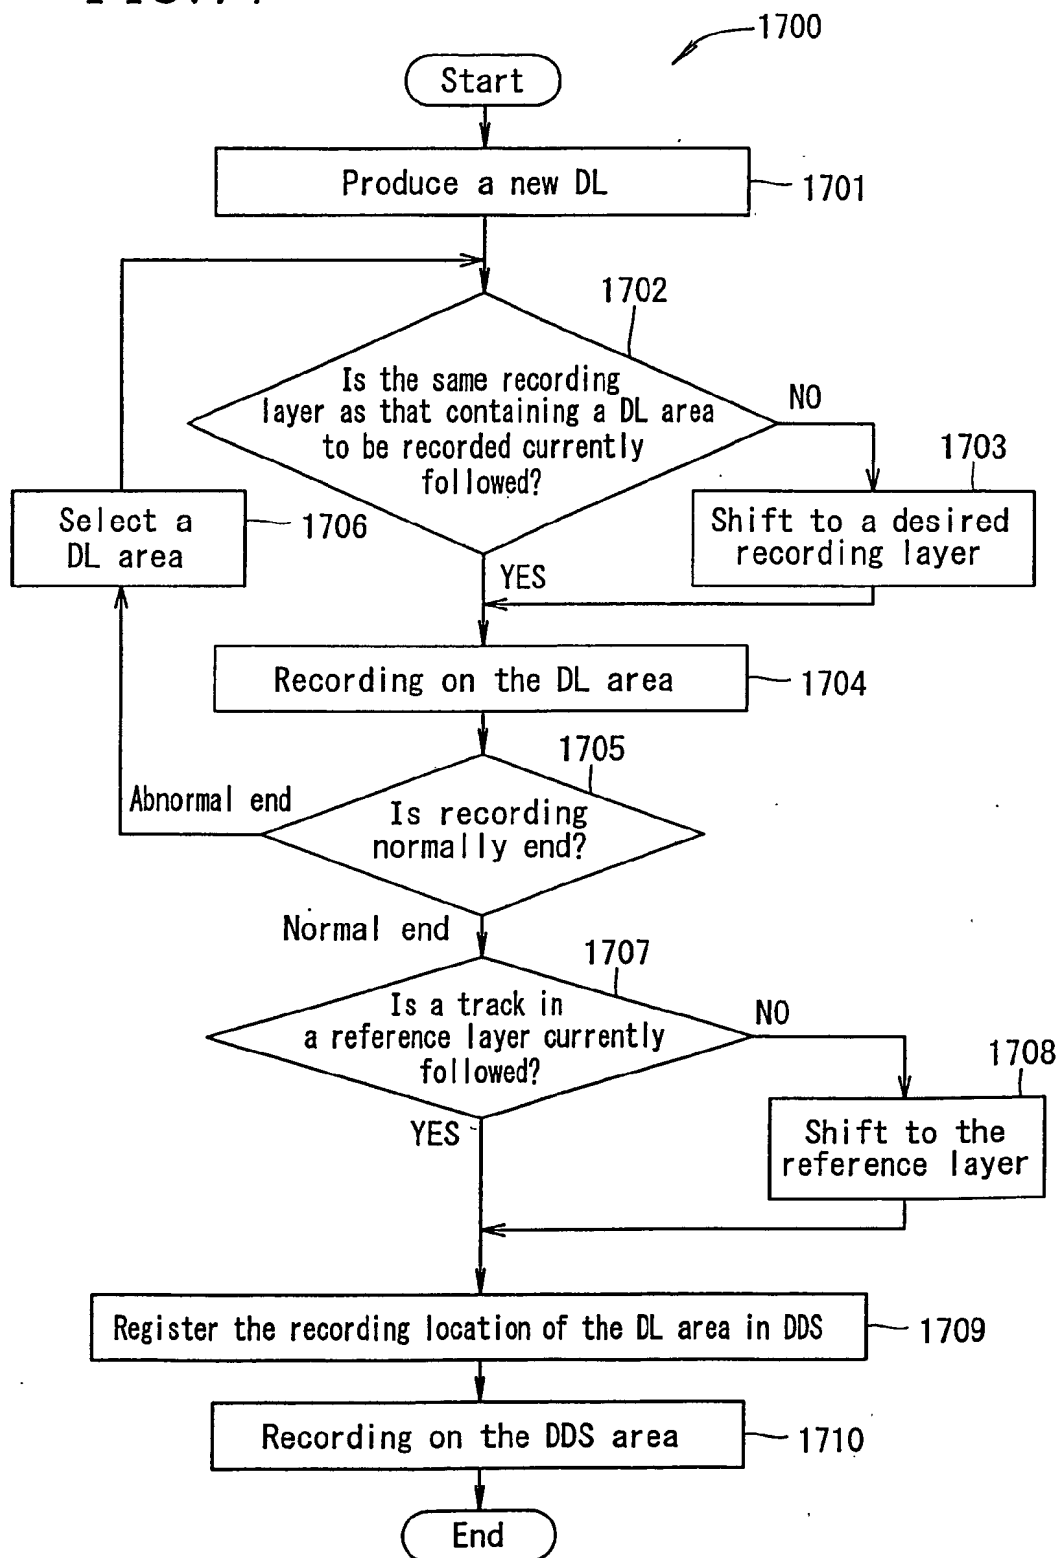 1700
Start
Produce a new DL
1701
1702
Is the same recording
layer as that containing a DL area
to be recorded currently
followed?
NO
1703
Shift to a desired
recording layer
Select a
DL area
1706
YES
Recording on the DL area
1704
1705
Abnormal end
Is recording
normally end?
Normal end
1707
Is a track in
a reference layer currently
followed?
NO
1708
Shift to the
reference layer
YES
Register the recording location of the DL area in DDS
1709
Recording on the DDS area
1710
End